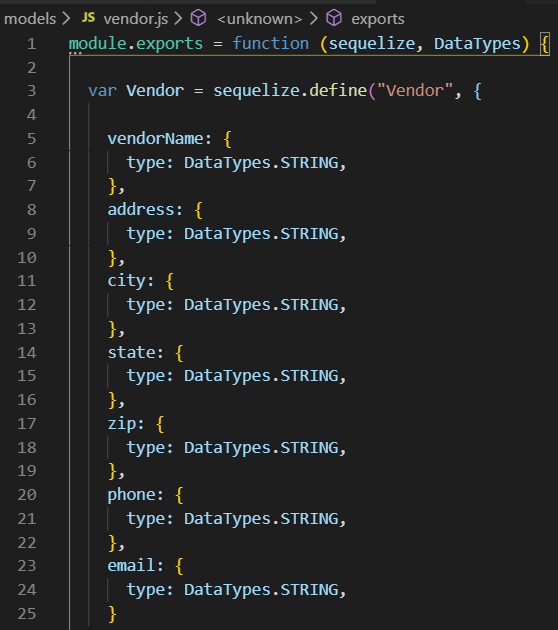 models > JS vendor.js > <unknown> > exports
1 module.exports = function (sequelize, DataTypes) {
2
3 var Vendor = sequelize.define("Vendor", {
4
5 vendorName: {
6 type: DataTypes.STRING,
7 },
8 address: {
9 type: DataTypes.STRING,
10 },
11 city: {
12 type: DataTypes.STRING,
13 },
14 state: {
15 type: DataTypes.STRING,
16 },
17 zip: {
18 type: DataTypes.STRING,
19 },
20 phone: {
21 type: DataTypes.STRING,
22 },
23 email: {
24 type: DataTypes.STRING,
25 }